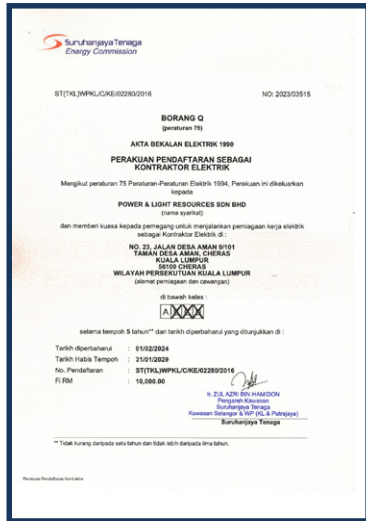 Suruhanjaya Tenaga
Energy Commission
ST(TKL)WPKL/C/KE/02280/2016
NO: 2023/03515
BORANG Q
(peraturan 75)
AKTA BEKALAN ELEKTRIK 1990
PERAKUAN PENDAFTARAN SEBAGAI
KONTRAKTOR ELEKTRIK
Mengikut peraturan 75 Peraturan-Peraturan Elektrik 1994, Perakuan ini dikeluarkan
kepada
POWER & LIGHT RESOURCES SDN BHD
(nama syarikat)
dan memberi kuasa kepada pemegang untuk menjalankan perniagaan kerja elektrik
sebagai Kontraktor Elektrik di :
NO. 23, JALAN DESA AMAN 9/101
TAMAN DESA AMAN, CHERAS
KUALA LUMPUR
56100 CHERAS
WILAYAH PERSEKUTUAN KUALA LUMPUR
(alamat perniagaan dan cawangan)
di bawah kelas :
A
selama tempoh 5 tahun** dari tarikh diperbaharui yang ditunjukkan di :
Tarikh diperbaharui : 01/02/2024
Tarikh Habis Tempoh : 31/01/2029
No. Pendaftaran : ST(TKL)WPKL/C/KE/02280/2016
Fi RM : 10,000.00
Ir. ZULAZRI BIN HAMIDON
Pengarah Kawasan
Suruhanjaya Tenaga
Kawasan Selangor & WP (KL & Putrajaya)
Suruhanjaya Tenaga
** Tidak kurang daripada satu tahun dan tidak lebih daripada lima tahun.
Perakuan Pendaftaran Kontraktor